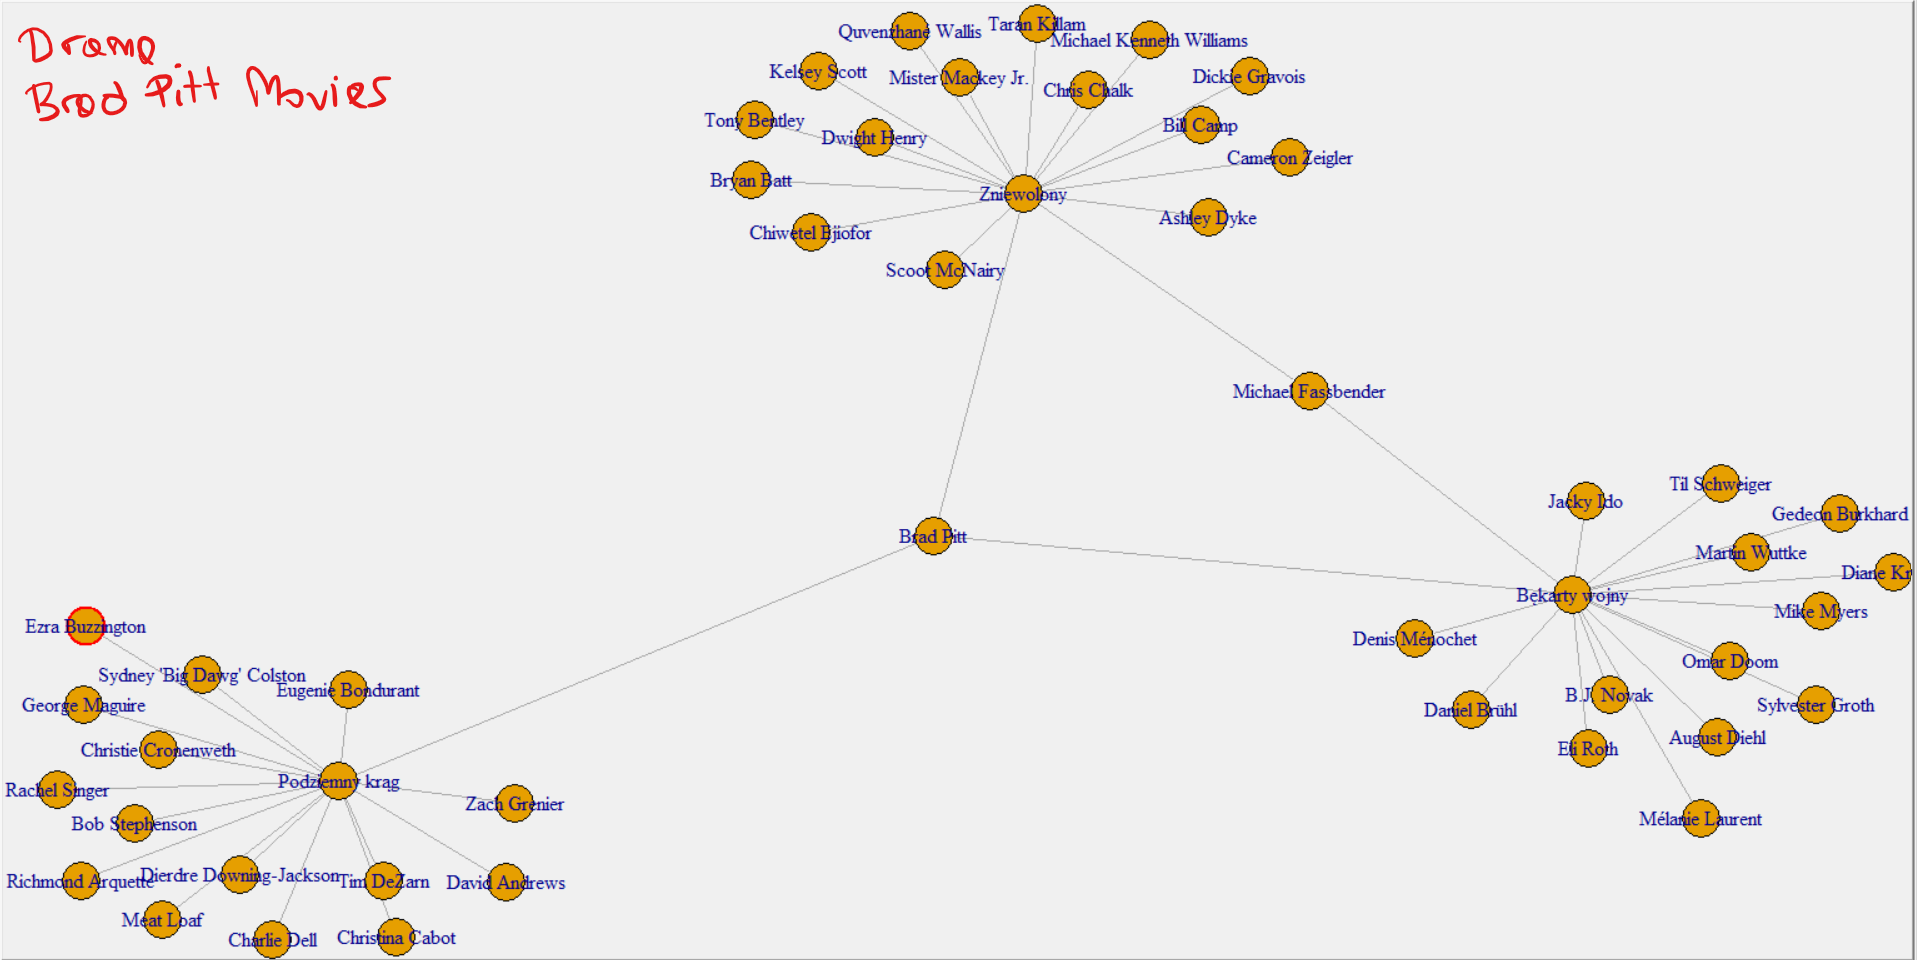 Drama
Brad Pitt Movies
Quvenzhane Wallis
Taran Killam
Michael Kenneth Williams
Kelsey Scott
Mister Mackey Jr.
Chris Chalk
Dickie Gravois
Tony Bentley
Dwight Henry
Bill Camp
Cameron Zeigler
Bryan Batt
Zniewolony
Ashley Dyke
Chiwetel Ejiofor
Scoot McNairy
Michael Fassbender
Brad Pitt
Jacky Ido
Til Schweiger
Gedeon Burkhard
Martin Wuttke
Diane Kr
Bękarty wojny
Mike Myers
Denis Ménochet
Omar Doom
Daniel Brühl
B.J. Novak
Sylvester Groth
Eli Roth
August Diehl
Mélanie Laurent
Ezra Buzzington
Sydney 'Big Dawg' Colston
Eugenie Bondurant
George Maguire
Christie Cronenweth
Podziemny krąg
Rachel Singer
Zach Grenier
Bob Stephenson
Richmond Arquette
Dierdre Downing-Jackson
Tim DeZarn
David Andrews
Meat Loaf
Charlie Dell
Christina Cabot